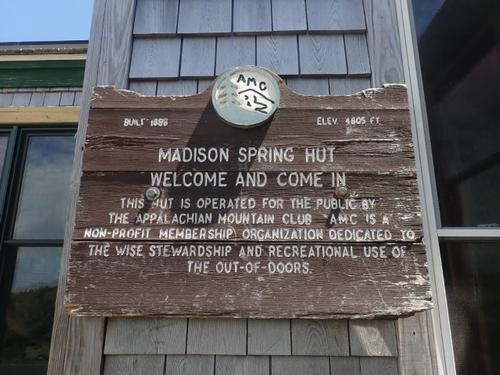 AMC
BUILT 1888 ELEV. 4805 FT.
MADISON SPRING HUT
WELCOME AND COME IN
THIS HUT IS OPERATED FOR THE PUBLIC BY
THE APPALACHIAN MOUNTAIN CLUB AMC IS A
NON-PROFIT MEMBERSHIP ORGANIZATION DEDICATED TO
THE WISE STEWARDSHIP AND RECREATIONAL USE OF
THE OUT-OF-DOORS.